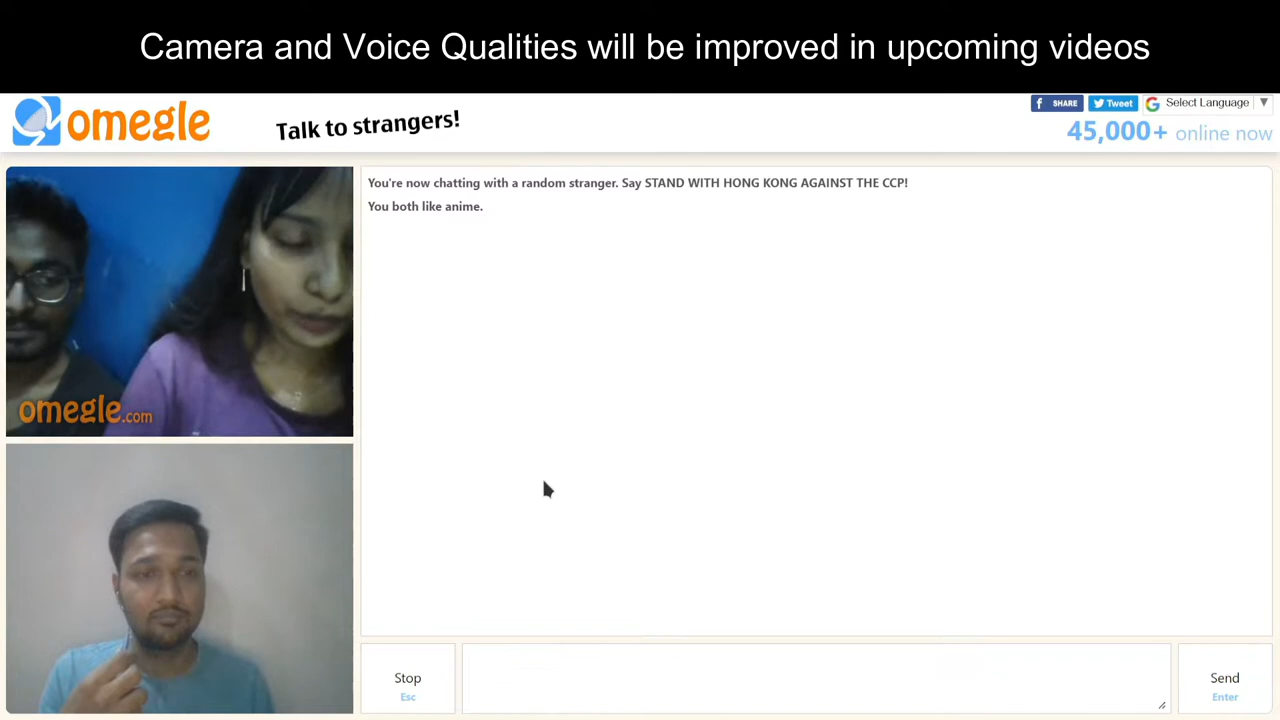 Camera and Voice Qualities will be improved in upcoming videos
omegle
Talk to strangers!
f SHARE
Tweet
G Select Language ▼
45,000+ online now
You're now chatting with a random stranger. Say STAND WITH HONG KONG AGAINST THE CCP!
You both like anime.
omegle.com
Stop
Esc
Send
Enter